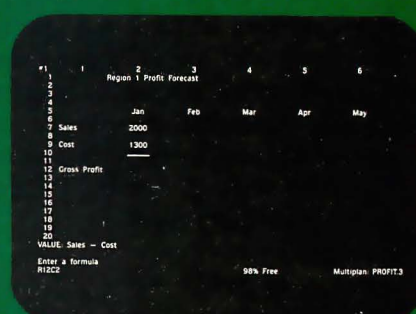 #1 1 2 3 4 5 6
1 Region 1 Profit Forecast
2
3
4
5 Jan Feb Mar Apr May
6
7 Sales 2000
8
9 Cost 1300
10
11
12 Gross Profit
13
14
15
16
17
18
19
20
VALUE: Sales — Cost
Enter a formula
R12C2 98% Free Multiplan: PROFIT.3